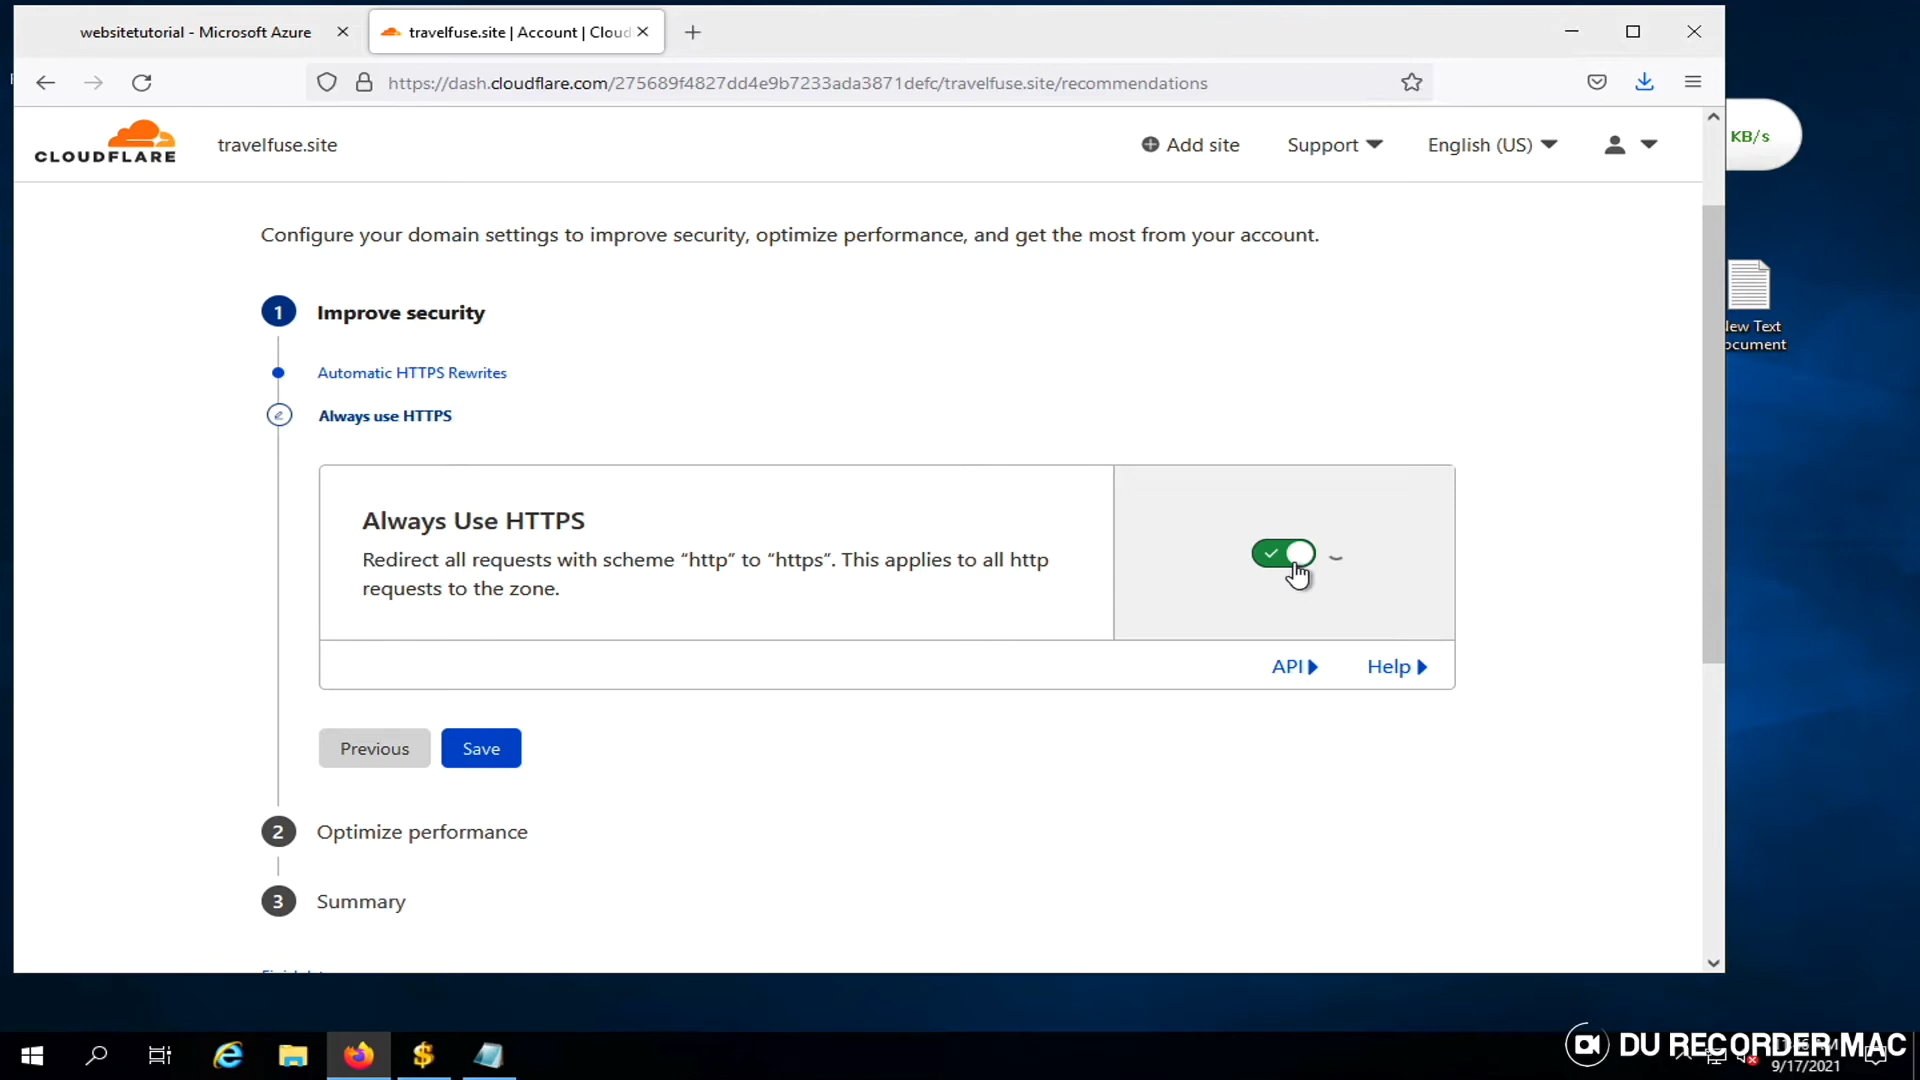 websitetutorial - Microsoft Azure
travelfuse.site | Account | Cloud
https://dash.cloudflare.com/275689f4827dd4e9b7233ada3871defc/travelfuse.site/recommendations
CLOUDFLARE
travelfuse.site
Add site
Support
English (US)
KB/s
Configure your domain settings to improve security, optimize performance, and get the most from your account.
1 Improve security
Automatic HTTPS Rewrites
Always use HTTPS
Always Use HTTPS
Redirect all requests with scheme “http” to “https”. This applies to all http
requests to the zone.
API
Help
Previous
Save
2 Optimize performance
3 Summary
New Text
ocument
DU RECORDER MAC
9/17/2021